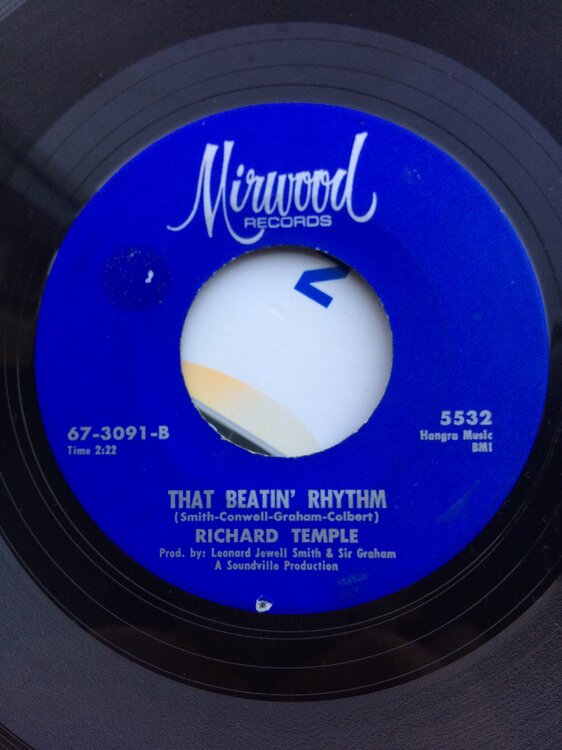 Mirwood
RECORDS
67-3091-B
Time 2:22
5532
Hangra Music
BMI
THAT BEATIN' RHYTHM
(Smith-Conwell-Graham-Colbert)
RICHARD TEMPLE
Prod. by: Leonard Jewell Smith & Sir Graham
A Soundville Production